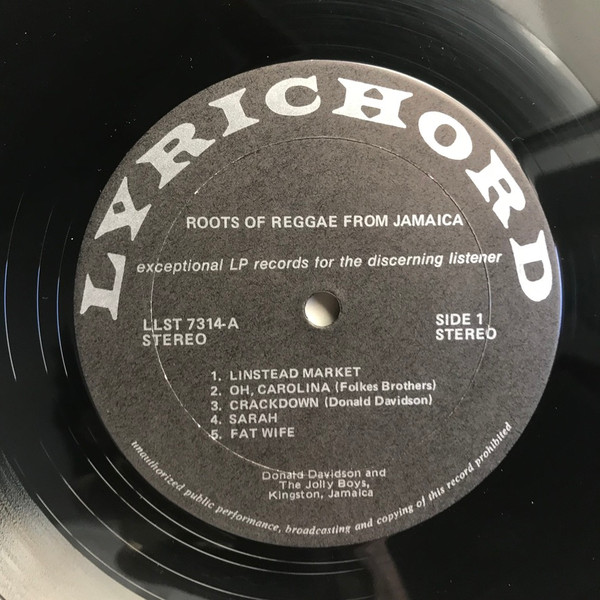 LYRICHORD
ROOTS OF REGGAE FROM JAMAICA
exceptional LP records for the discerning listener
LLST 7314-A
STEREO
SIDE 1
STEREO
1. LINSTEAD MARKET
2. OH, CAROLINA (Folkes Brothers)
3. CRACKDOWN (Donald Davidson)
4. SARAH
5. FAT WIFE
Donald Davidson and
The Jolly Boys,
Kingston, Jamaica
unauthorized public performance, broadcasting and copying of this record prohibited